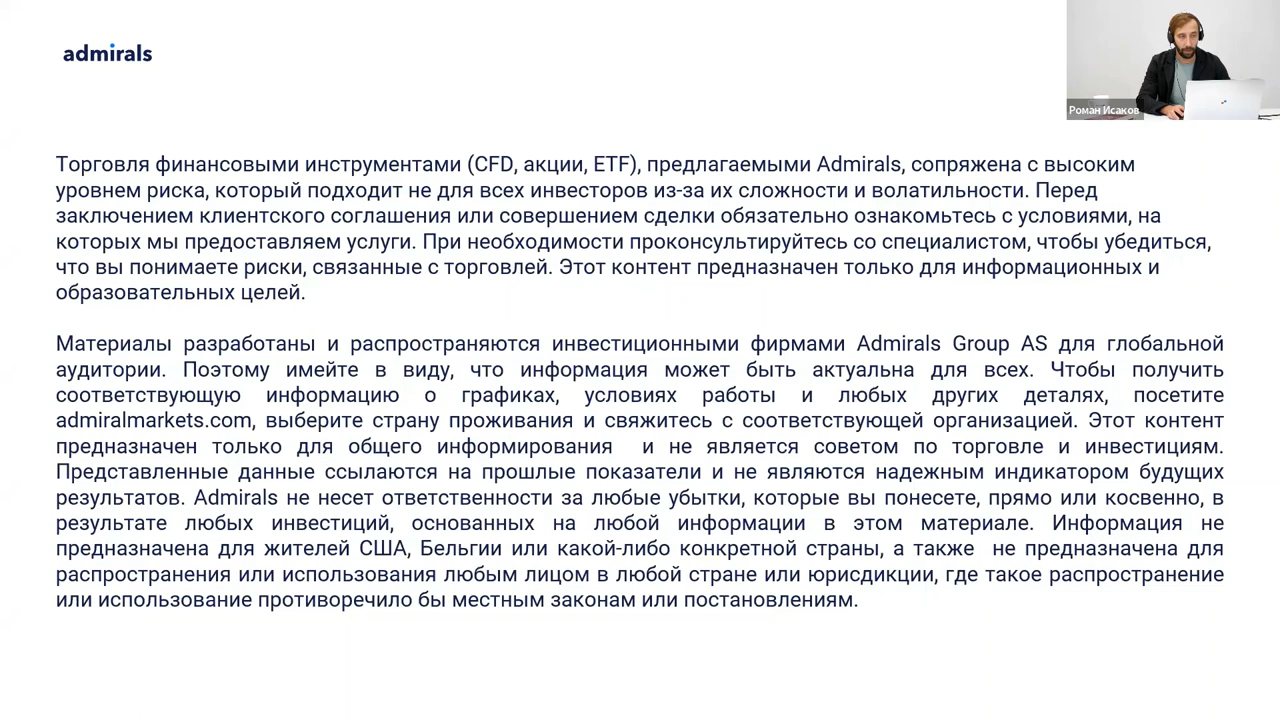 admirals
Роман Исаков
Торговля финансовыми инструментами (CFD, акции, ETF), предлагаемыми Admirals, сопряжена с высоким
уровнем риска, который подходит не для всех инвесторов из-за их сложности и волатильности. Перед
заключением клиентского соглашения или совершением сделки обязательно ознакомьтесь с условиями, на
которых мы предоставляем услуги. При необходимости проконсультируйтесь со специалистом, чтобы убедиться,
что вы понимаете риски, связанные с торговлей. Этот контент предназначен только для информационных и
образовательных целей.
Материалы разработаны и распространяются инвестиционными фирмами Admirals Group AS для глобальной
аудитории. Поэтому имейте в виду, что информация может быть актуальна для всех. Чтобы получить
соответствующую информацию о графиках, условиях работы и любых других деталях, посетите
admiralmarkets.com, выберите страну проживания и свяжитесь с соответствующей организацией. Этот контент
предназначен только для общего информирования и не является советом по торговле и инвестициям.
Представленные данные ссылаются на прошлые показатели и не являются надежным индикатором будущих
результатов. Admirals не несет ответственности за любые убытки, которые вы понесете, прямо или косвенно, в
результате любых инвестиций, основанных на любой информации в этом материале. Информация не
предназначена для жителей США, Бельгии или какой-либо конкретной страны, а также не предназначена для
распространения или использования любым лицом в любой стране или юрисдикции, где такое распространение
или использование противоречило бы местным законам или постановлениям.